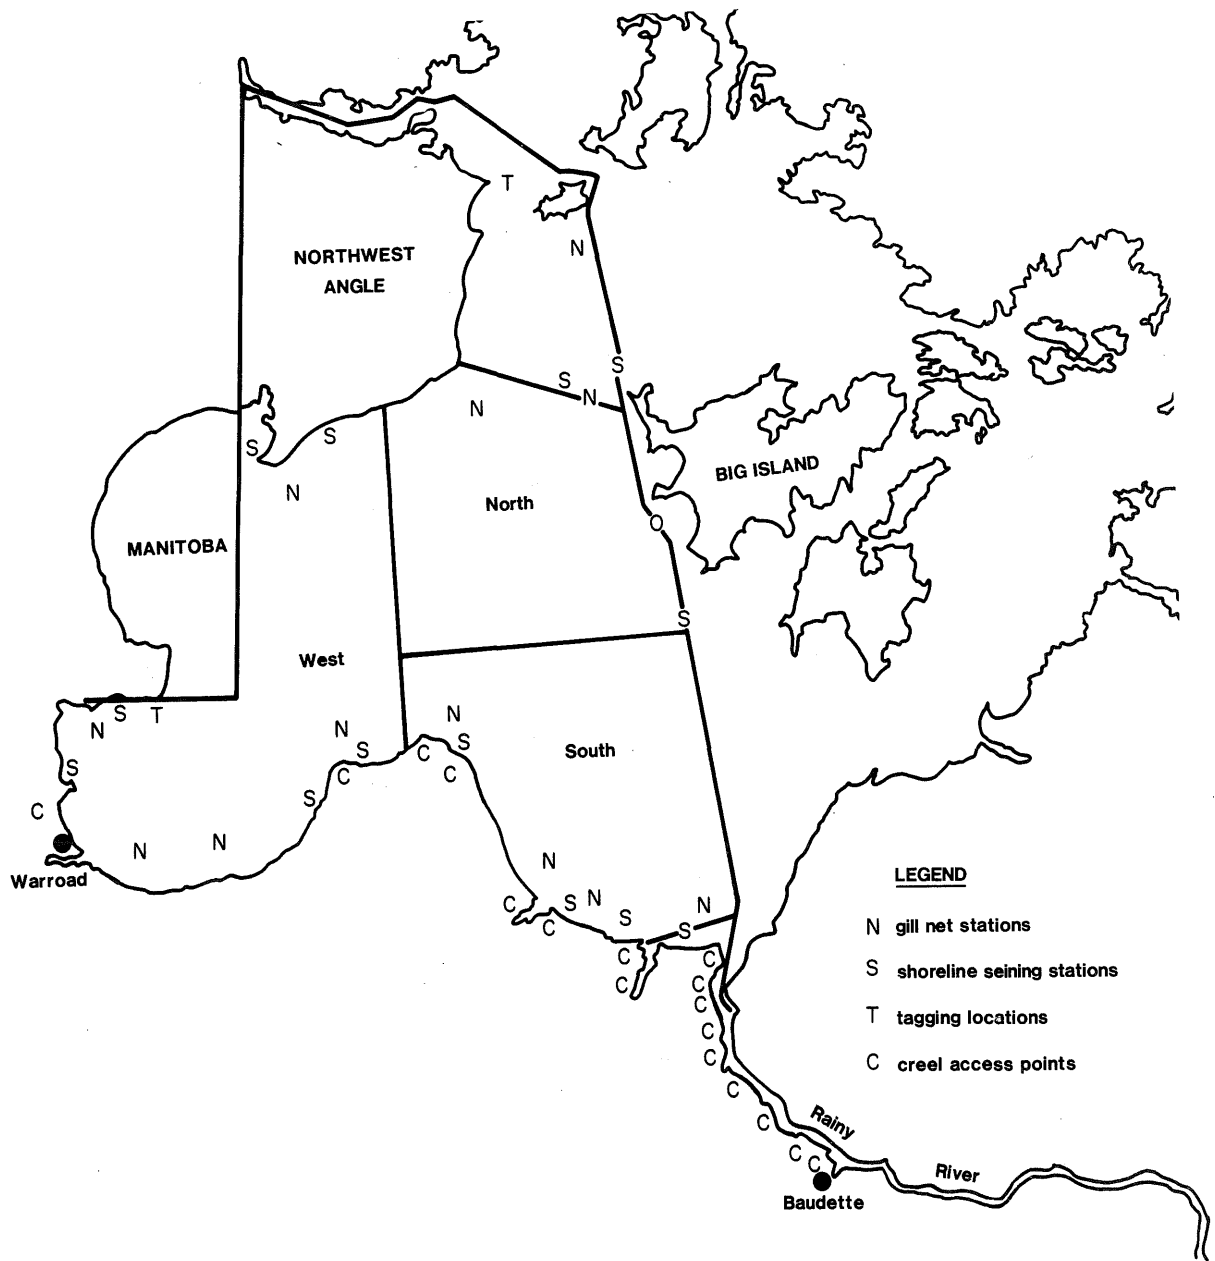 T
N
NORTHWEST
ANGLE
S
S
N
N
S
S
BIG ISLAND
N
North
O
MANITOBA
S
West
S
T
N
N
N
S
S
C
South
S
C
C
S
C
N
N
N
Warroad
LEGEND
C
S
N
N
C
S
S
N gill net stations
C
C
C
C
C
C
C
C
S shoreline seining stations
T tagging locations
C creel access points
C
C
Rainy
C
C
River
Baudette